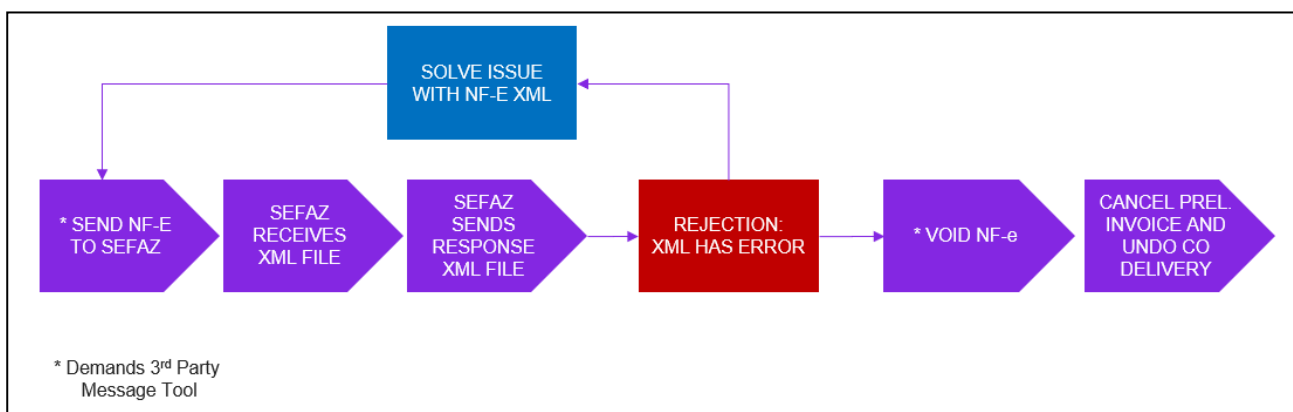 SOLVE ISSUE
WITH NF-E XML
* SEND NF-E
TO SEFAZ
SEFAZ
RECEIVES
XML FILE
SEFAZ
SENDS
RESPONSE
XML FILE
REJECTION:
XML HAS ERROR
* VOID NF-e
CANCEL PREL.
INVOICE AND
UNDO CO
DELIVERY
* Demands 3rd Party
Message Tool